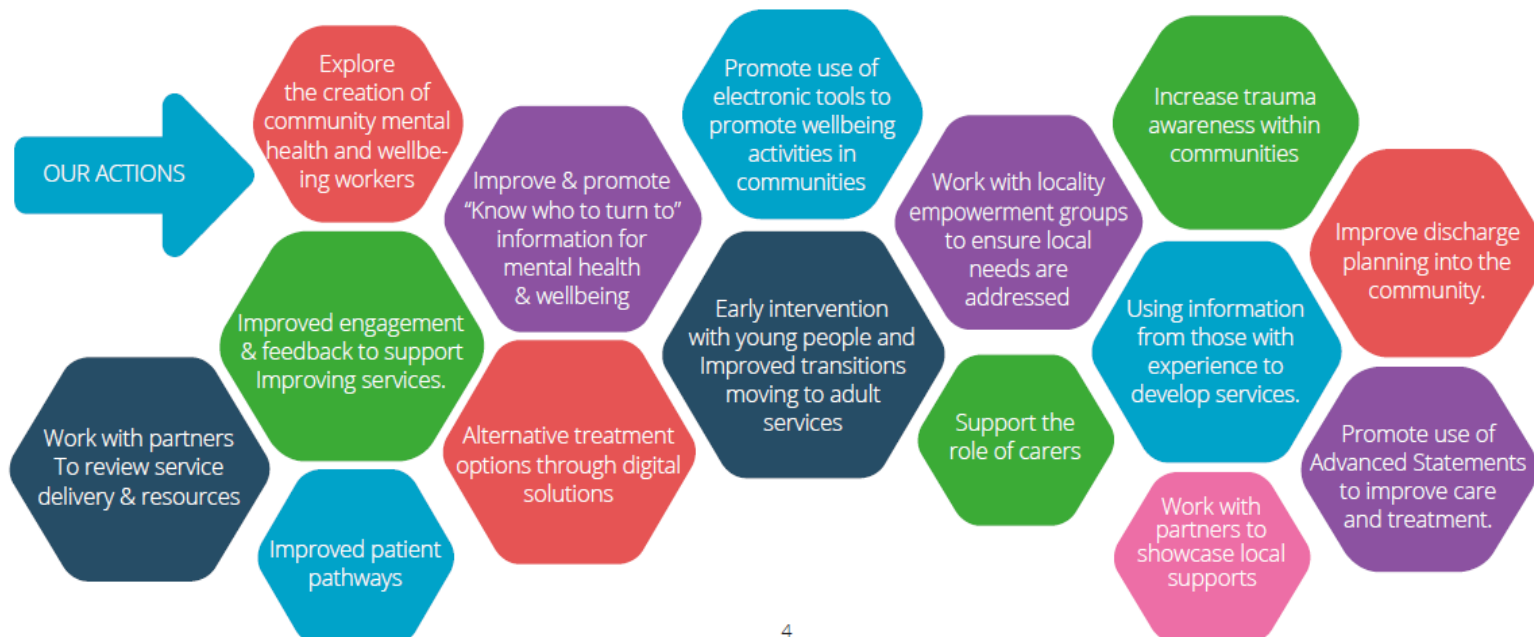 OUR ACTIONS
Explore
the creation of
community mental
health and wellbe-
ing workers
Improve & promote
“Know who to turn to”
information for
mental health
& wellbeing
Promote use of
electronic tools to
promote wellbeing
activities in
communities
Work with locality
empowerment groups
to ensure local
needs are
addressed
Increase trauma
awareness within
communities
Improve discharge
planning into the
community.
Improved engagement
& feedback to support
Improving services.
Early intervention
with young people and
Improved transitions
moving to adult
services
Using information
from those with
experience to
develop services.
Work with partners
To review service
delivery & resources
Alternative treatment
options through digital
solutions
Support the
role of carers
Promote use of
Advanced Statements
to improve care
and treatment.
Improved patient
pathways
Work with
partners to
showcase local
supports
4